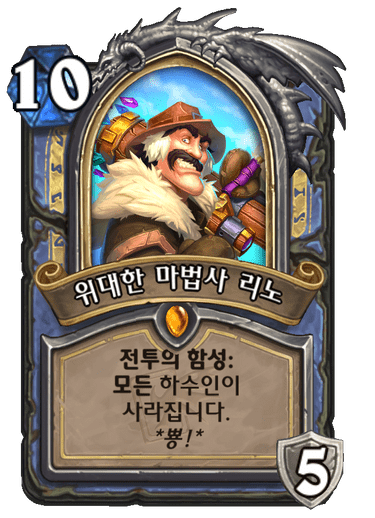 10
위대한 마법사 리노
전투의 함성:
모든 하수인이
사라집니다.
*뿅!*
5